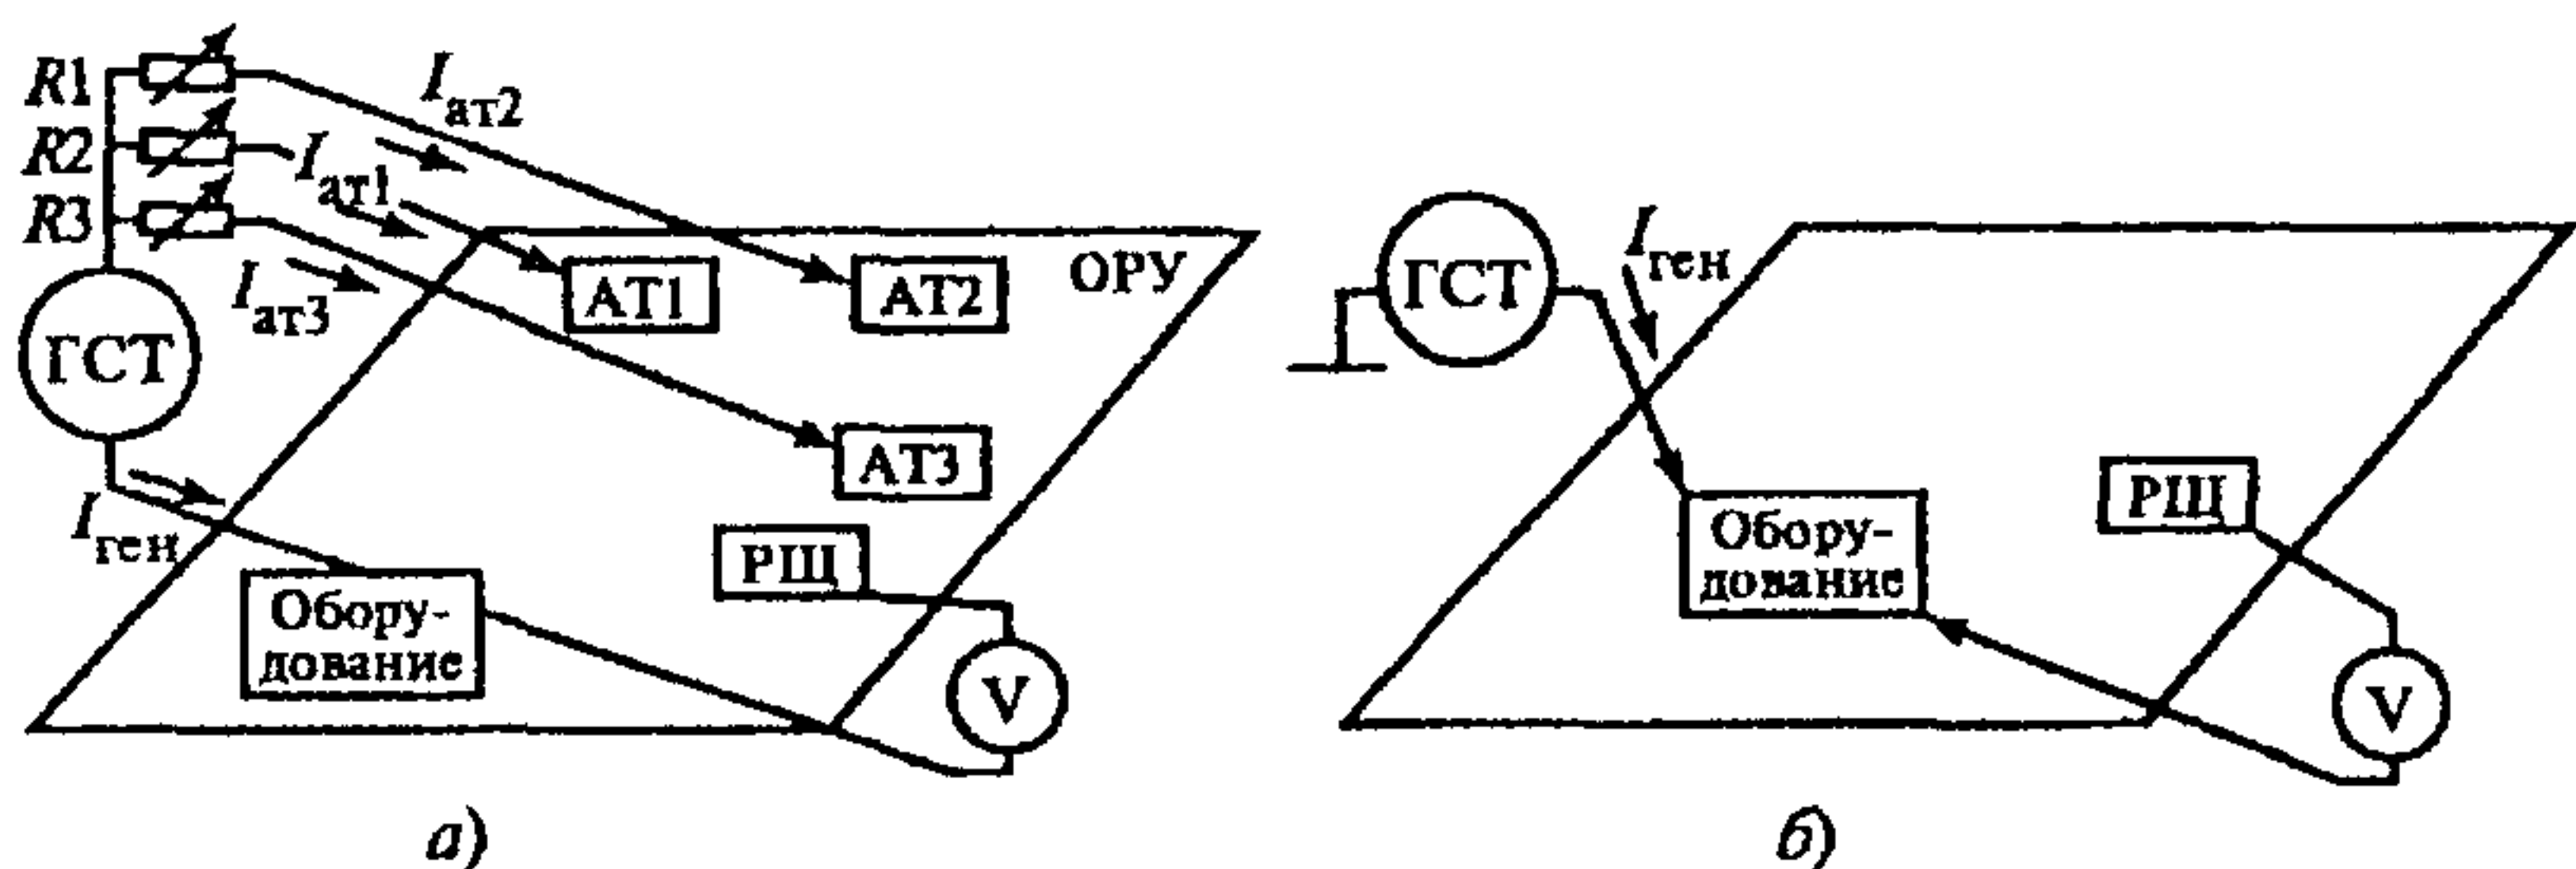 R1
R2
R3
Iат2
Iат1
Iат3
ГСТ
Iген
АТ1
АТ2
ОРУ
АТ3
РЩ
Обору-
дование
V
а)
ГСТ
Iген
РЩ
Обору-
дование
V
б)